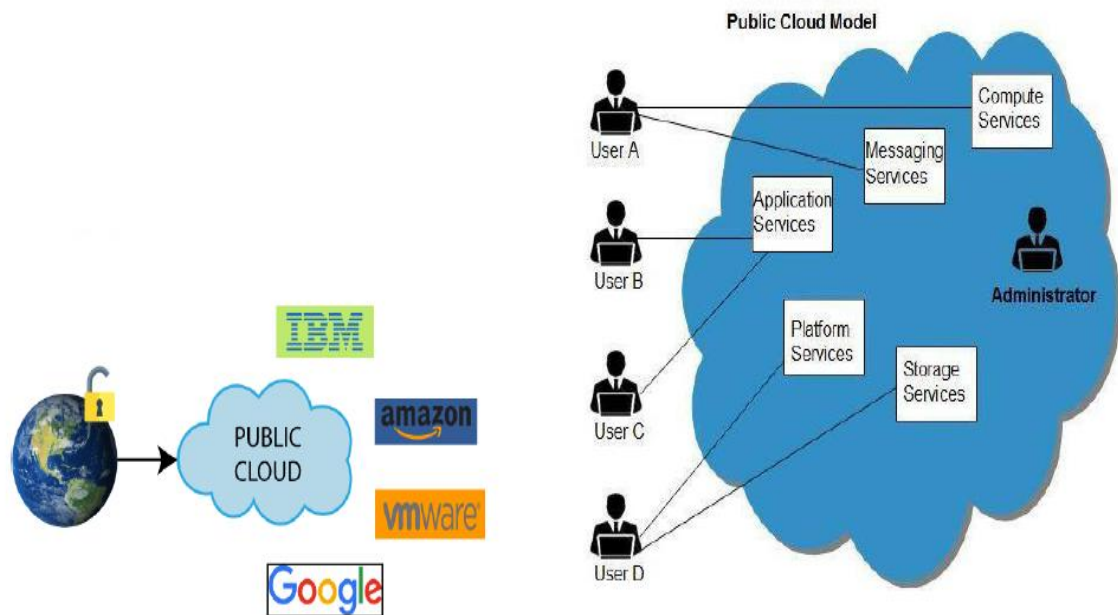 IBM
amazon
vmware®
Google
PUBLIC
CLOUD
Public Cloud Model
User A
User B
User C
User D
Compute
Services
Messaging
Services
Application
Services
Platform
Services
Storage
Services
Administrator